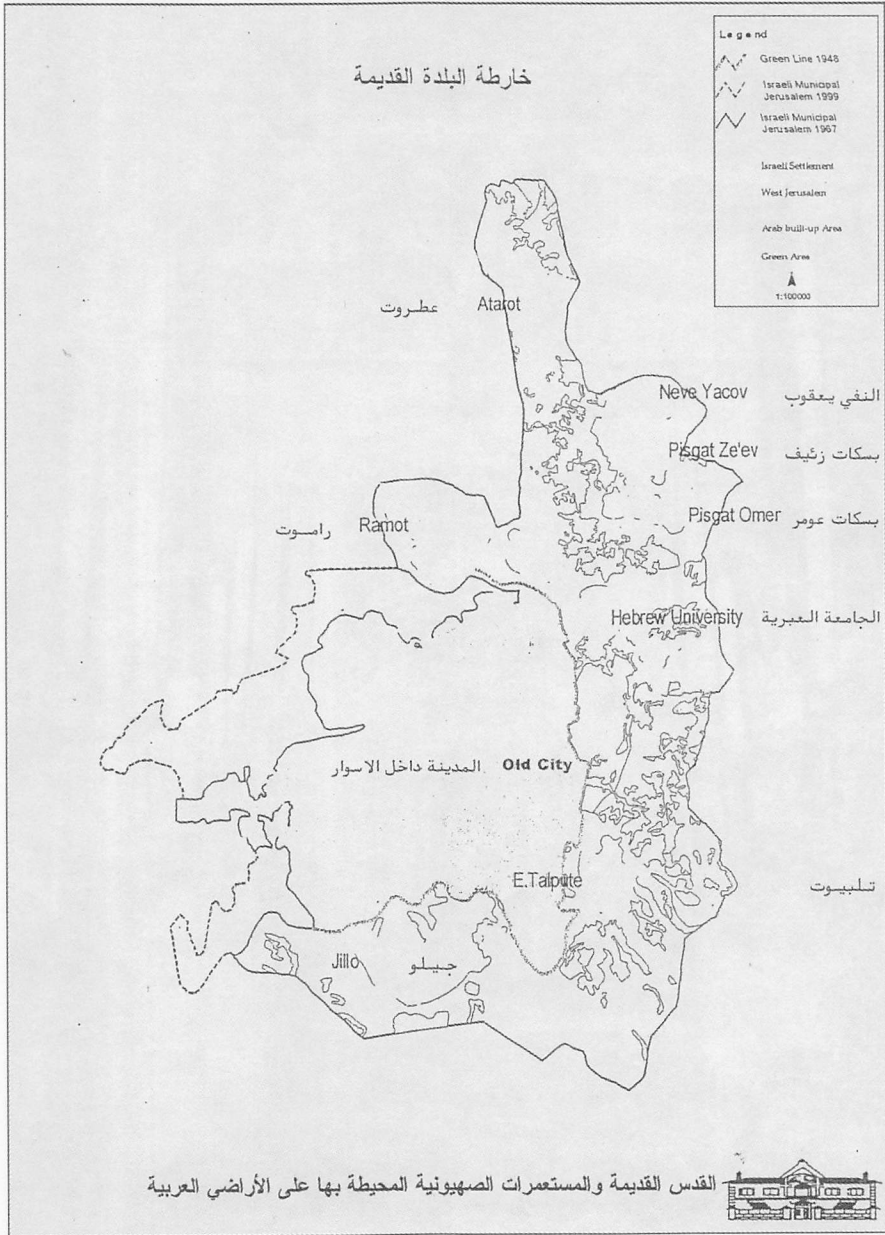 خارطة البلدة القديمة
Legend
Green Line 1948
Israeli Municipal
Jerusalem 1999
Israeli Municipal
Jerusalem 1967
Israeli Settlement
West Jerusalem
Arab built-up Area
Green Area
1:100000
عطروت Atarot
Neve Yacov النفي يعقوب
Pisgat Ze'ev بسكات زئيف
Pisgat Omer بسكات عومر
راموت Ramot
Hebrew University الجامعة العبرية
المدينة داخل الاسوار Old City
E.Talpute تلبيوت
Jillo جيلو
القدس القديمة والمستعمرات الصهيونية المحيطة بها على الأراضي العربية